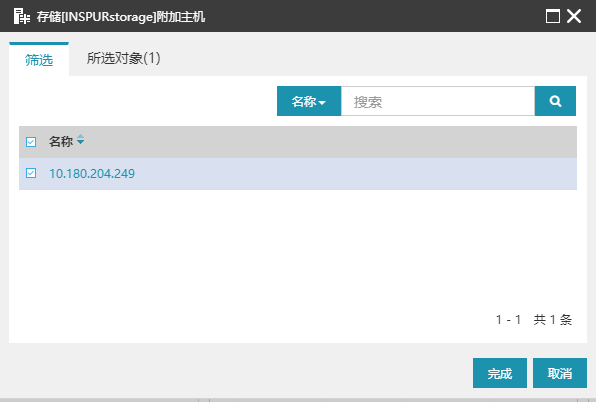 存储[INSPURstorage]附加主机
筛选 所选对象(1)
名称 搜索
名称
10.180.204.249
1 - 1 共 1 条
完成 取消